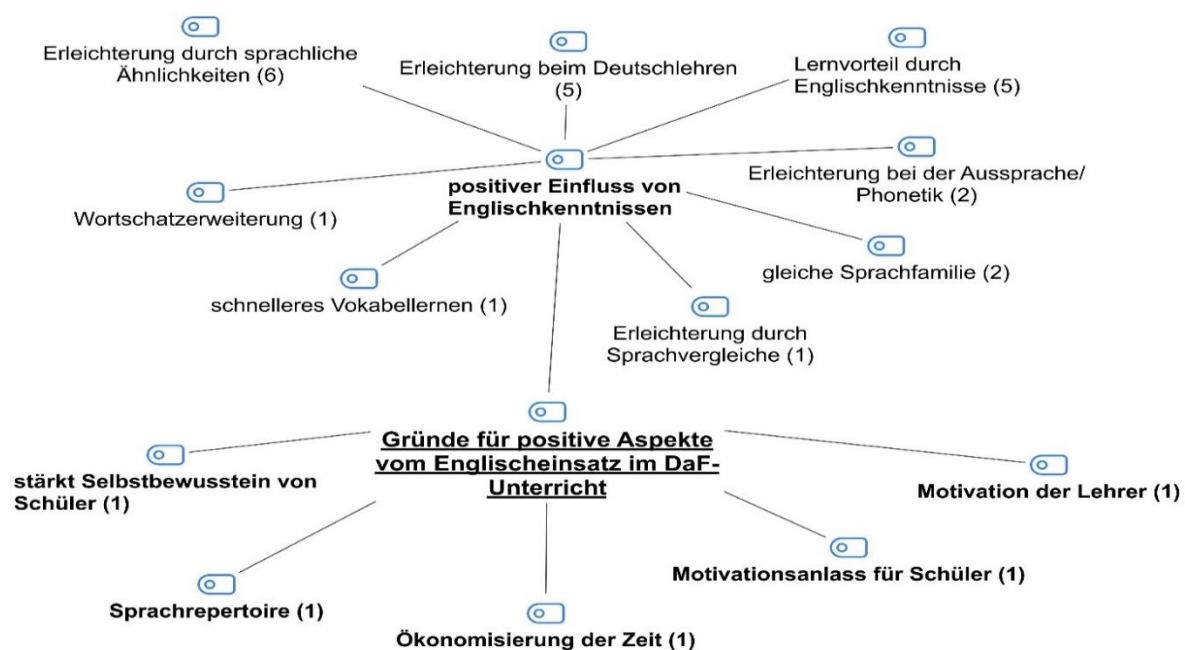 Erleichterung durch sprachliche
Ähnlichkeiten (6)
Erleichterung beim Deutschlehren
(5)
Lernvorteil durch
Englischkenntnisse (5)
Wortschatzerweiterung (1)
positiver Einfluss von
Englischkenntnissen
Erleichterung bei der Aussprache/
Phonetik (2)
schnelleres Vokabellernen (1)
gleiche Sprachfamilie (2)
Erleichterung durch
Sprachvergleiche (1)
Gründe für positive Aspekte
vom Englischeinsatz im DaF-
Unterricht
stärkt Selbstbewusstein von
Schüler (1)
Motivation der Lehrer (1)
Sprachrepertoire (1)
Motivationsanlass für Schüler (1)
Ökonomisierung der Zeit (1)